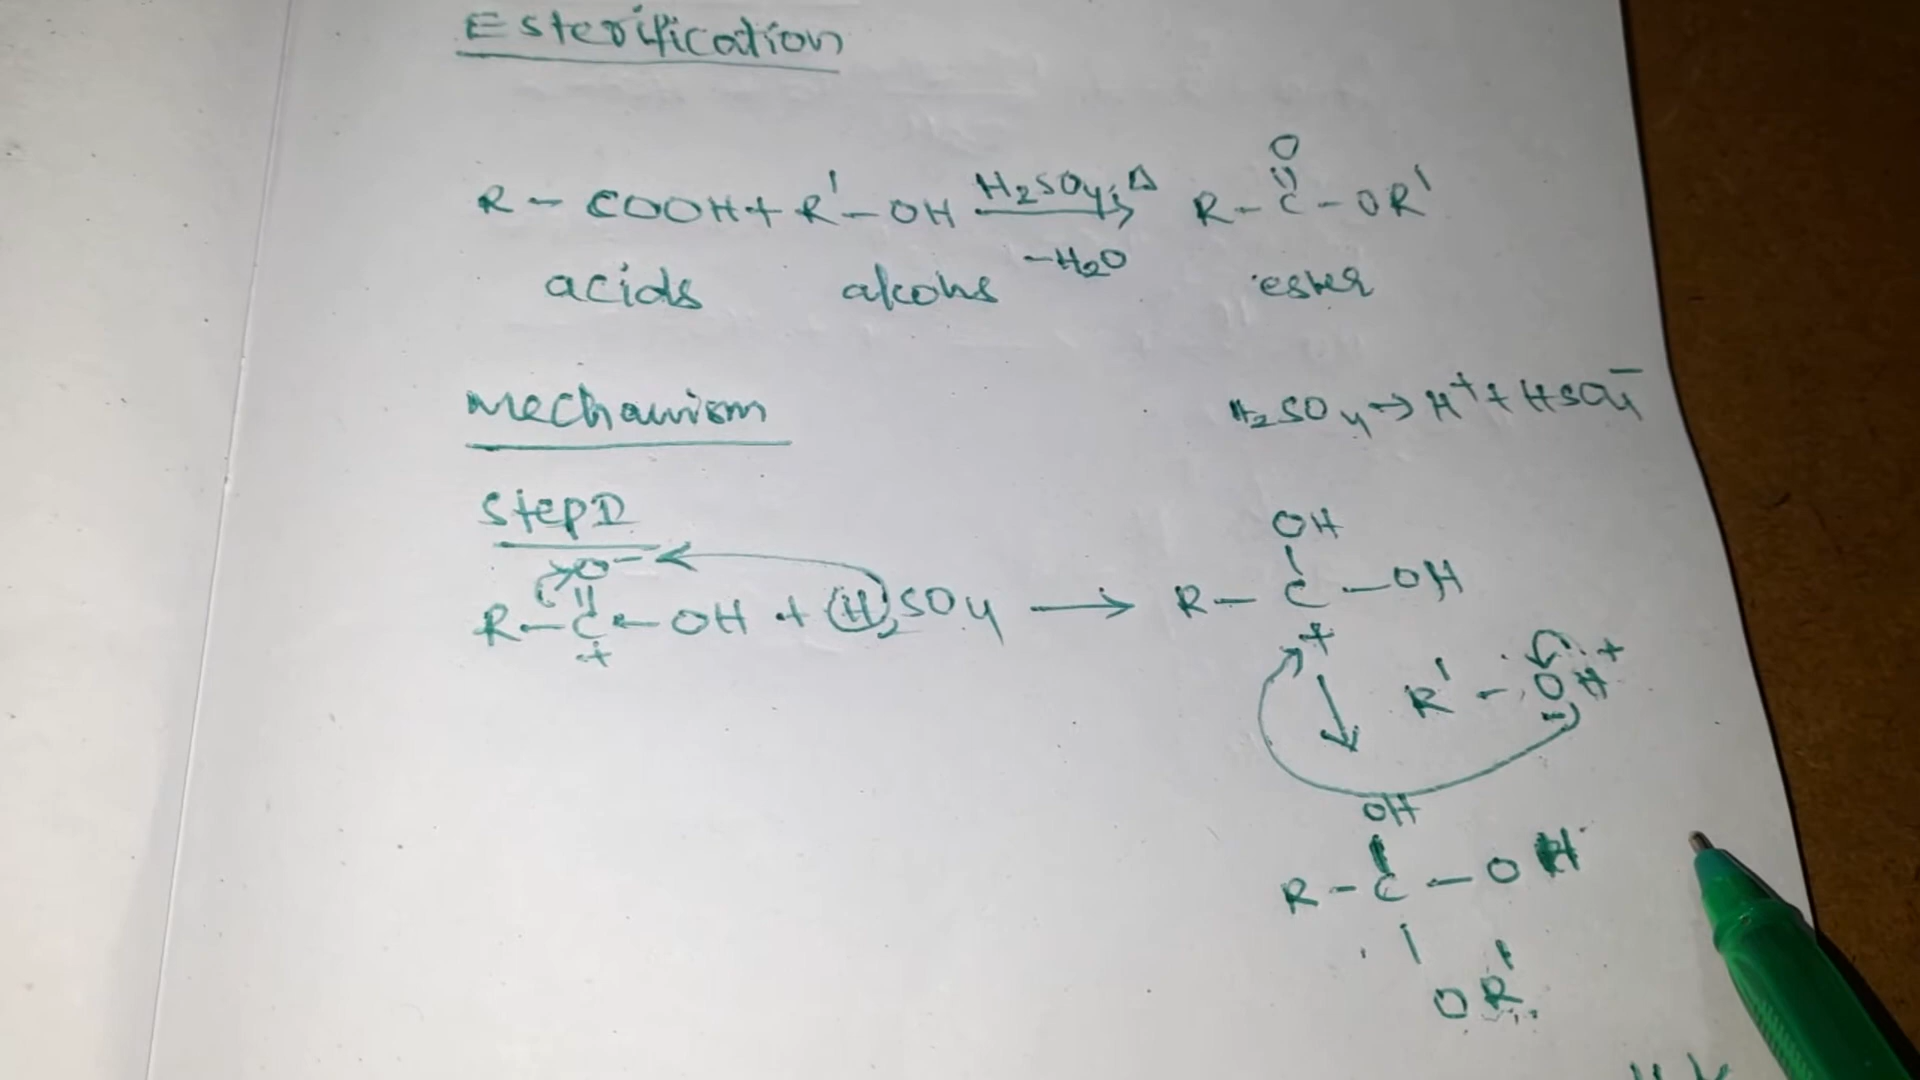 Esterification
O
R - COOH + R' - OH H2SO4, Δ R - C - OR'
- H2O
acids alcohs ester
Mechanism
H2SO4 → H+ + HSO4-
Step I
OH
O-
R - C - OH + H2SO4 → R - C - OH
+ +
R' - OH +
OH
R - C - OH
OR'